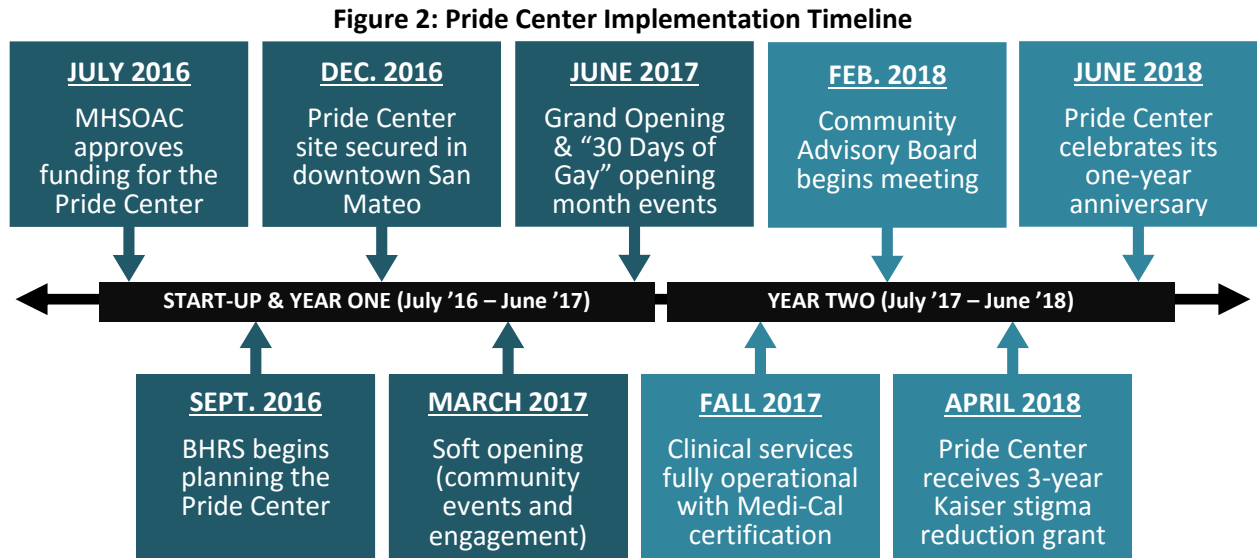 Figure 2: Pride Center Implementation Timeline
JULY 2016
MHSOAC
approves
funding for the
Pride Center
DEC. 2016
Pride Center
site secured in
downtown San
Mateo
JUNE 2017
Grand Opening
& “30 Days of
Gay” opening
month events
FEB. 2018
Community
Advisory Board
begins meeting
JUNE 2018
Pride Center
celebrates its
one-year
anniversary
START-UP & YEAR ONE (July ’16 – June ’17)
YEAR TWO (July ’17 – June ’18)
SEPT. 2016
BHRS begins
planning the
Pride Center
MARCH 2017
Soft opening
(community
events and
engagement)
FALL 2017
Clinical services
fully operational
with Medi-Cal
certification
APRIL 2018
Pride Center
receives 3-year
Kaiser stigma
reduction grant